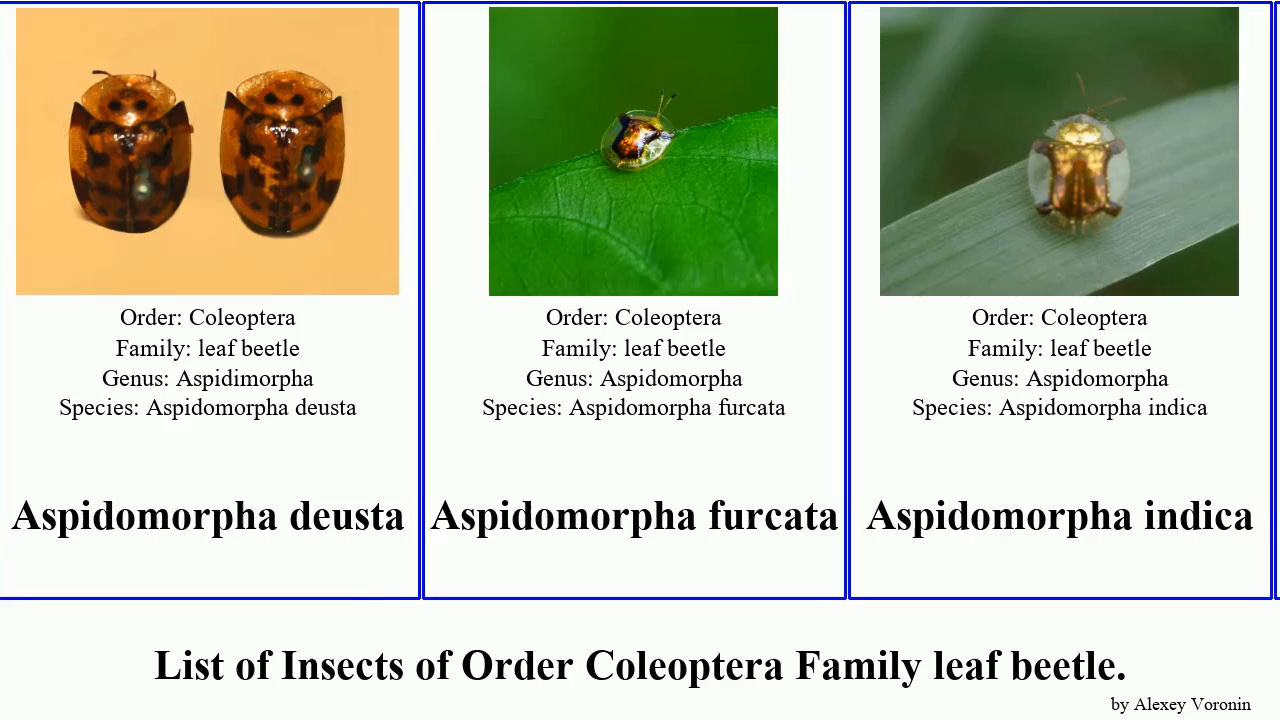 Order: Coleoptera
Family: leaf beetle
Genus: Aspidimorpha
Species: Aspidomorpha deusta
Aspidomorpha deusta
Order: Coleoptera
Family: leaf beetle
Genus: Aspidomorpha
Species: Aspidomorpha furcata
Aspidomorpha furcata
Order: Coleoptera
Family: leaf beetle
Genus: Aspidomorpha
Species: Aspidomorpha indica
Aspidomorpha indica
List of Insects of Order Coleoptera Family leaf beetle.
by Alexey Voronin